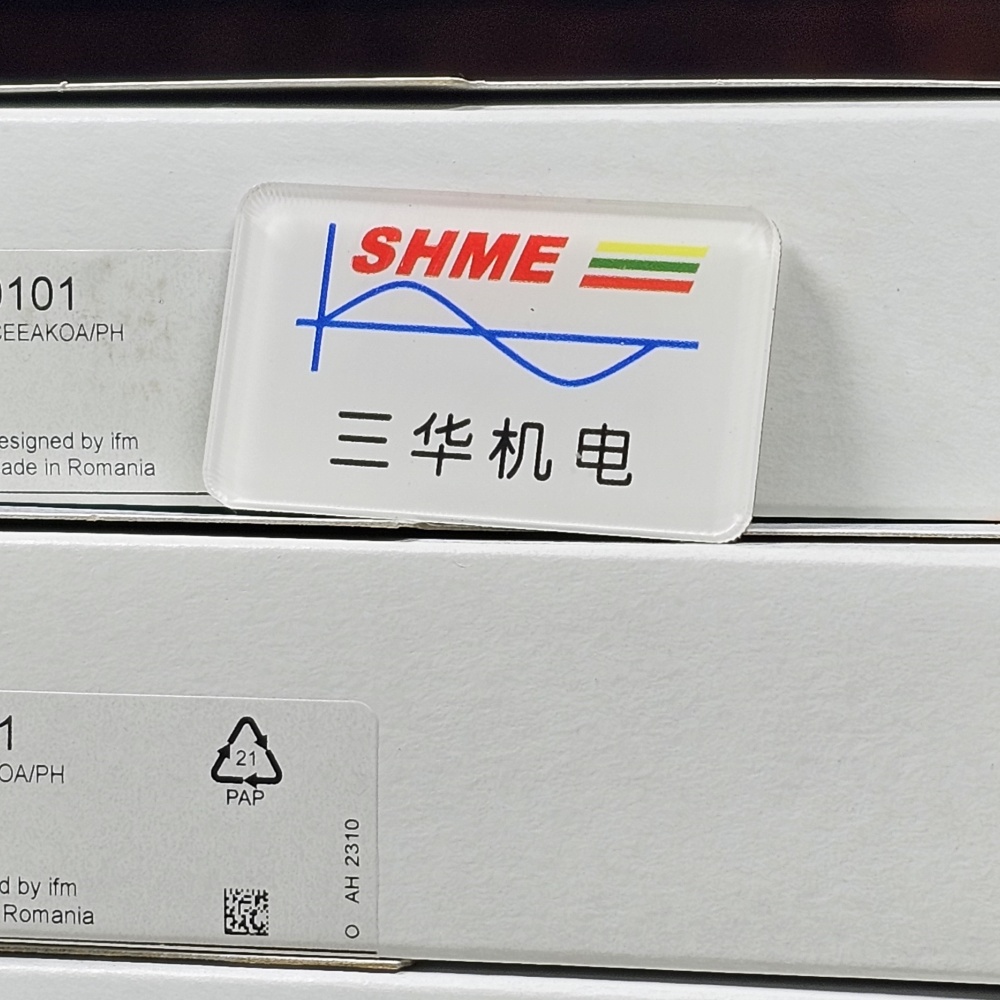 SHME
三华机电
0101
CEEAKOA/PH
esigned by ifm
ade in Romania
1
OA/PH
21
PAP
d by ifm
Romania
O AH 2310